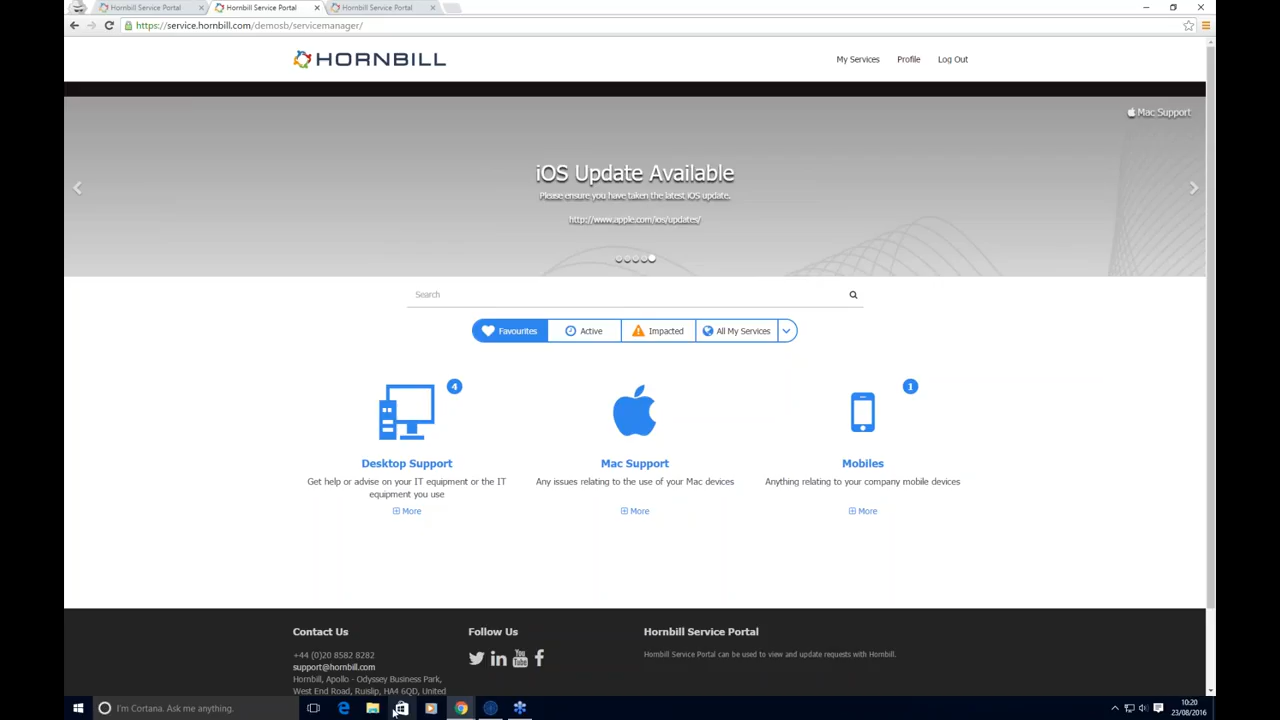 Hornbill Service Portal
Hornbill Service Portal
Hornbill Service Portal
https://service.hornbill.com/demosb/servicemanager/
HORNBILL
My Services
Profile
Log Out
Mac Support
iOS Update Available
Please ensure you have taken the latest iOS update.
http://www.apple.com/ios/updates/
Search
Favourites
Active
Impacted
All My Services
4
1
Desktop Support
Get help or advise on your IT equipment or the IT
equipment you use
More
Mac Support
Any issues relating to the use of your Mac devices
More
Mobiles
Anything relating to your company mobile devices
More
Contact Us
+44 (0)20 8582 8282
support@hornbill.com
Hornbill, Apollo - Odyssey Business Park,
West End Road, Ruislip, HA4 6QD, United
Follow Us
You
Tube
Hornbill Service Portal
Hornbill Service Portal can be used to view and update requests with Hornbill.
I'm Cortana. Ask me anything.
10:20
23/08/2016